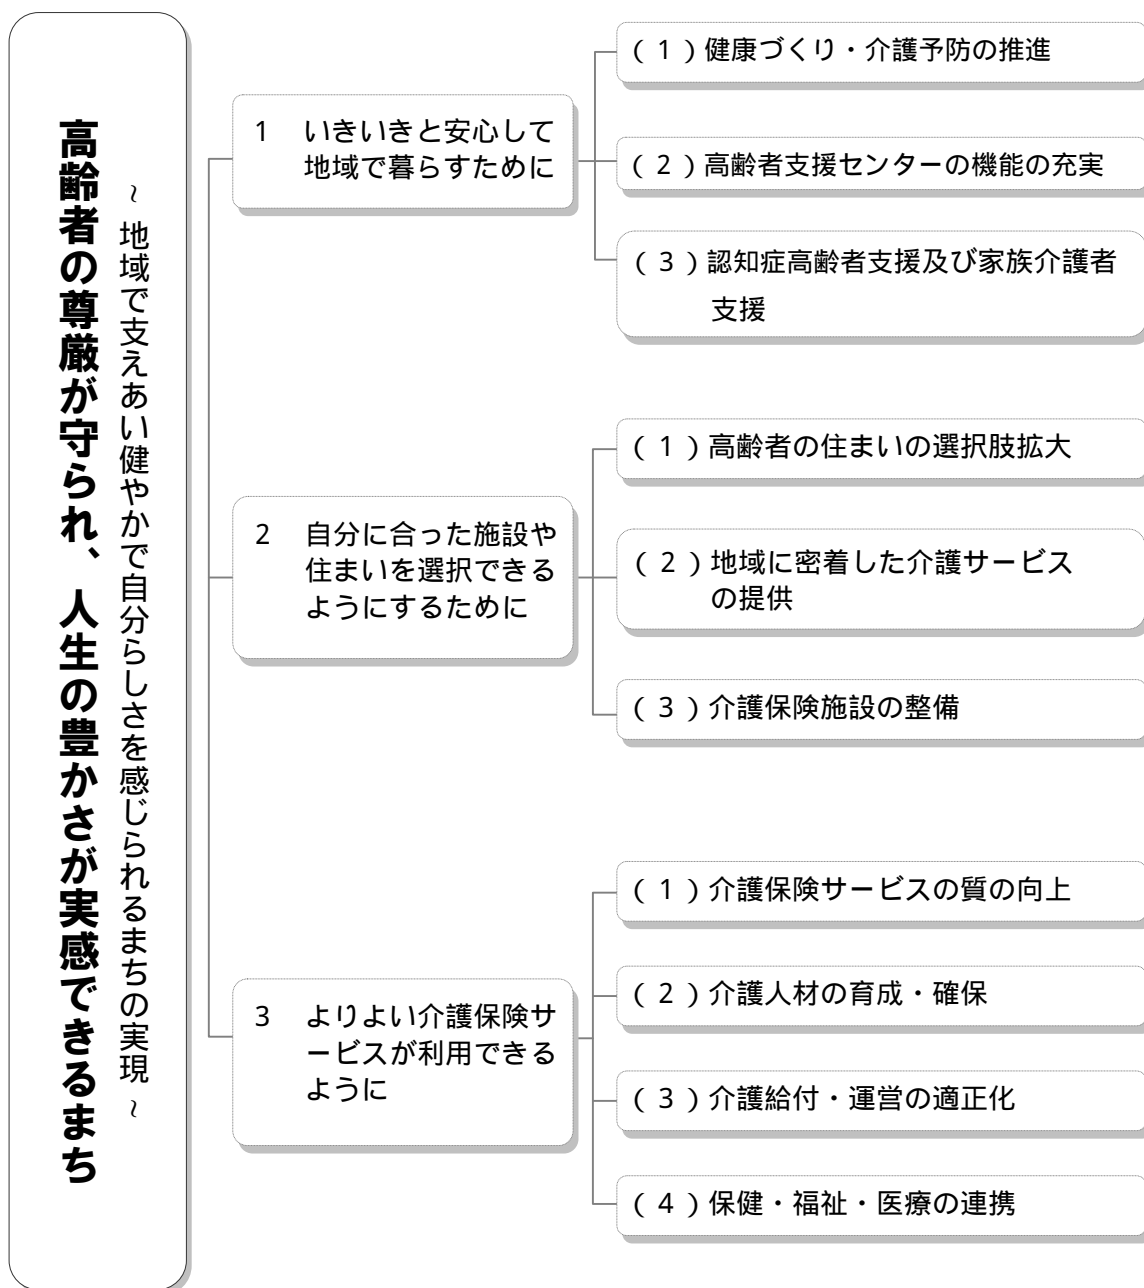 高齢者の尊厳が守られ、人生の豊かさが実感できるまち
~地域で支えあい健やかで自分らしさを感じられるまちの実現~
1 いきいきと安心して
地域で暮らすために
(1)健康づくり・介護予防の推進
(2)高齢者支援センターの機能の充実
(3)認知症高齢者支援及び家族介護者
支援
2 自分に合った施設や
住まいを選択できる
ようにするために
(1)高齢者の住まいの選択肢拡大
(2)地域に密着した介護サービス
の提供
(3)介護保険施設の整備
3 よりよい介護保険サ
ービスが利用できる
ように
(1)介護保険サービスの質の向上
(2)介護人材の育成・確保
(3)介護給付・運営の適正化
(4)保健・福祉・医療の連携